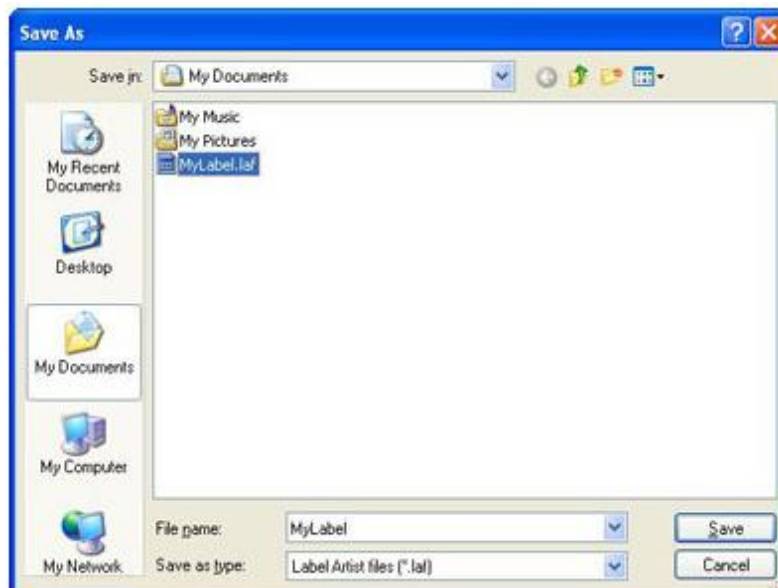 Save As
Save in:
My Documents
My Recent
Documents
Desktop
My Documents
My Computer
My Network
My Music
My Pictures
MyLabel.laf
File name:
MyLabel
Save
Save as type:
Label Artist files (*.laf)
Cancel